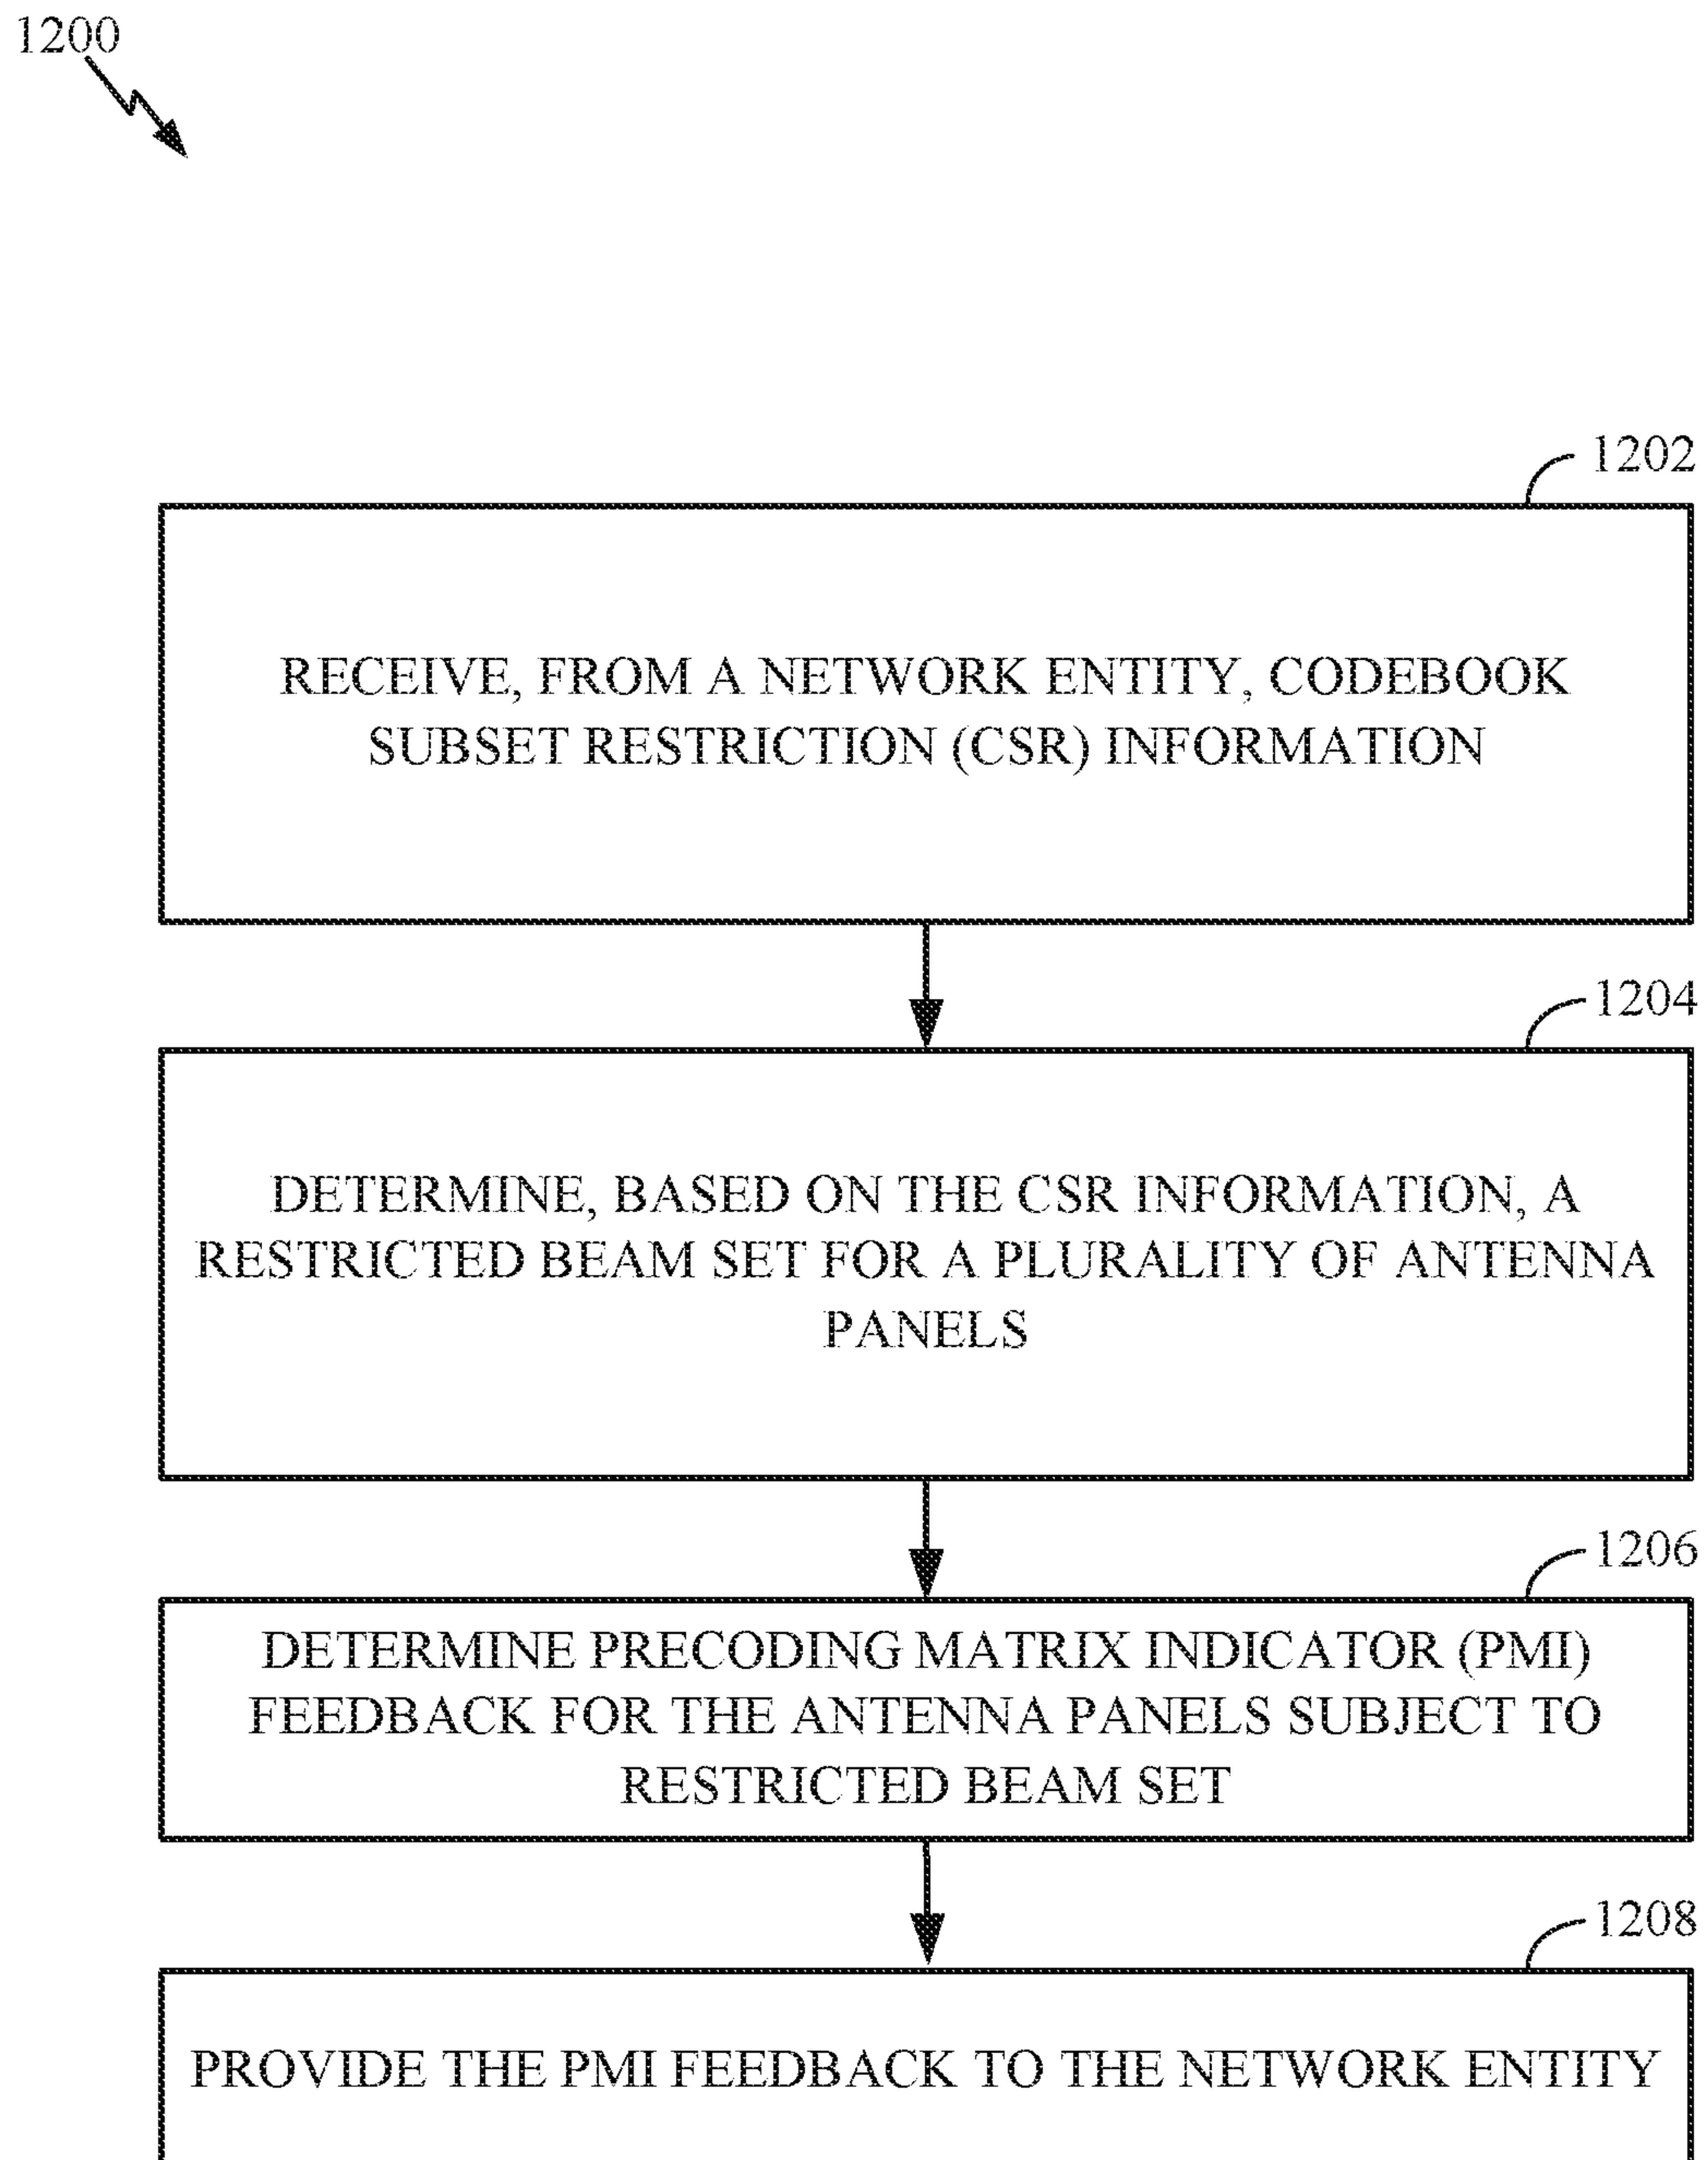 1200
1202
RECEIVE, FROM A NETWORK ENTITY, CODEBOOK
SUBSET RESTRICTION (CSR) INFORMATION
1204
DETERMINE, BASED ON THE CSR INFORMATION, A
RESTRICTED BEAM SET FOR A PLURALITY OF ANTENNA
PANELS
1206
DETERMINE PRECODING MATRIX INDICATOR (PMI)
FEEDBACK FOR THE ANTENNA PANELS SUBJECT TO
RESTRICTED BEAM SET
1208
PROVIDE THE PMI FEEDBACK TO THE NETWORK ENTITY